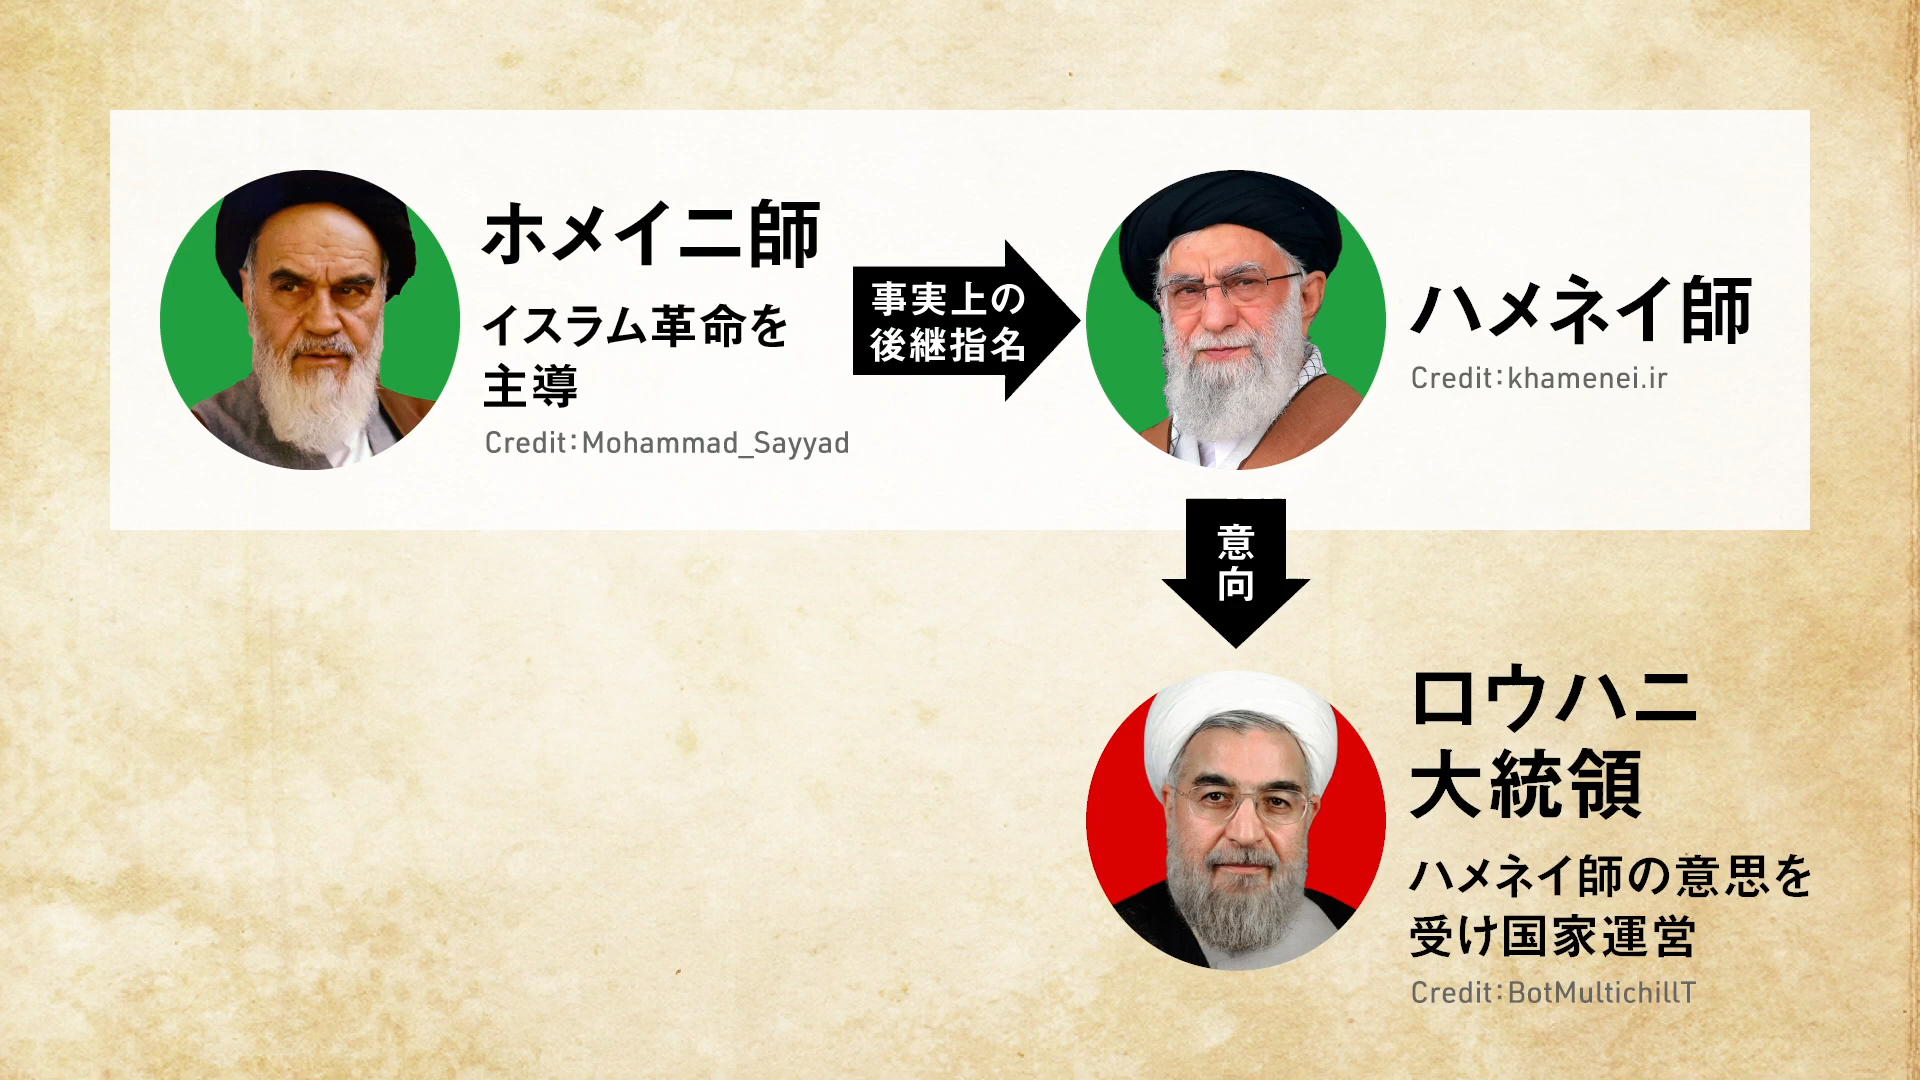 ホメイニ師
イスラム革命を
主導
Credit:Mohammad_Sayyad
事実上の
後継指名
ハメネイ師
Credit:khamenei.ir
意向
ロウハニ
大統領
ハメネイ師の意思を
受け国家運営
Credit:BotMultichillT